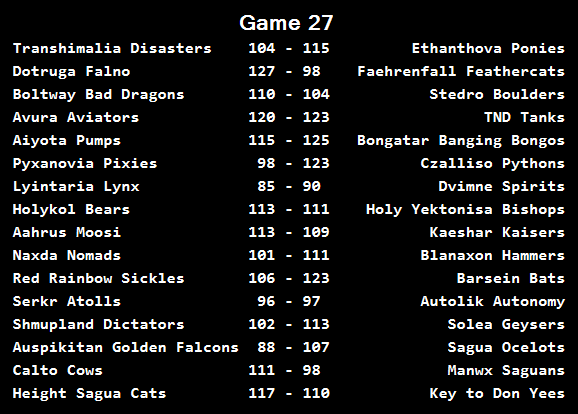 Game 27
Transhimalia Disasters 104 - 115 Ethanthova Ponies
Dotruga Falno 127 - 98 Faehrenfall Feathercats
Boltway Bad Dragons 110 - 104 Stedro Boulders
Avura Aviators 120 - 123 TND Tanks
Aiyota Pumps 115 - 125 Bongatar Banging Bongos
Pyxanovia Pixies 98 - 123 Czalliso Pythons
Lyintaria Lynx 85 - 90 Dvimne Spirits
Holykol Bears 113 - 111 Holy Yektonisa Bishops
Aahrus Moosi 113 - 109 Kaeshar Kaisers
Naxda Nomads 101 - 111 Blanaxon Hammers
Red Rainbow Sickles 106 - 123 Barsein Bats
Serkr Atolls 96 - 97 Autolik Autonomy
Shmupland Dictators 102 - 113 Solea Geysers
Auspikitan Golden Falcons 88 - 107 Sagua Ocelots
Calto Cows 111 - 98 Manwx Saguans
Height Sagua Cats 117 - 110 Key to Don Yees